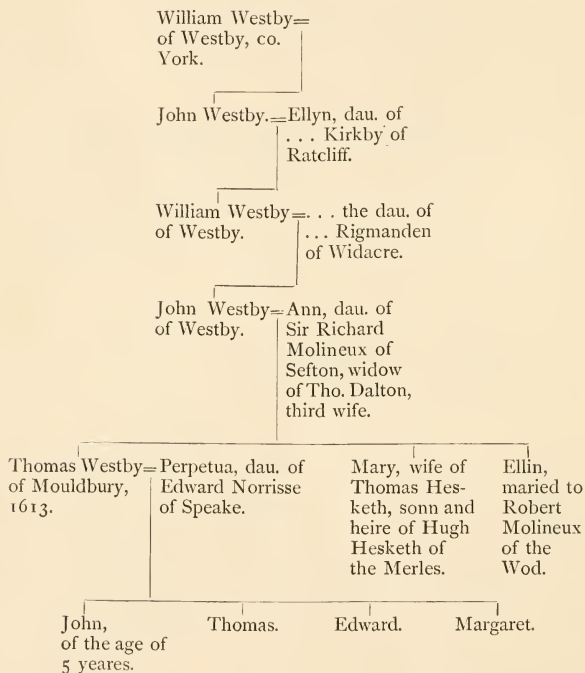 William Westby=
of Westby, co.
York.
John Westby.=Ellyn, dau. of
... Kirkby of
Ratcliff.
William Westby=. . . the dau. of
of Westby.    ... Rigmanden
of Widacre.
John Westby=Ann, dau. of
of Westby.    Sir Richard
Molineux of
Sefton, widow
of Tho. Dalton,
third wife.
Thomas Westby=Perpetua, dau. of
of Mouldbury,    Edward Norrisse
1613.    of Speake.
Mary, wife of
Thomas Hes-
keth, sonn and
heire of Hugh
Hesketh of
the Merles.
Ellin,
maried to
Robert
Molineux
of the
Wod.
John,
of the age of
5 yeares.
Thomas.
Edward.
Margaret.